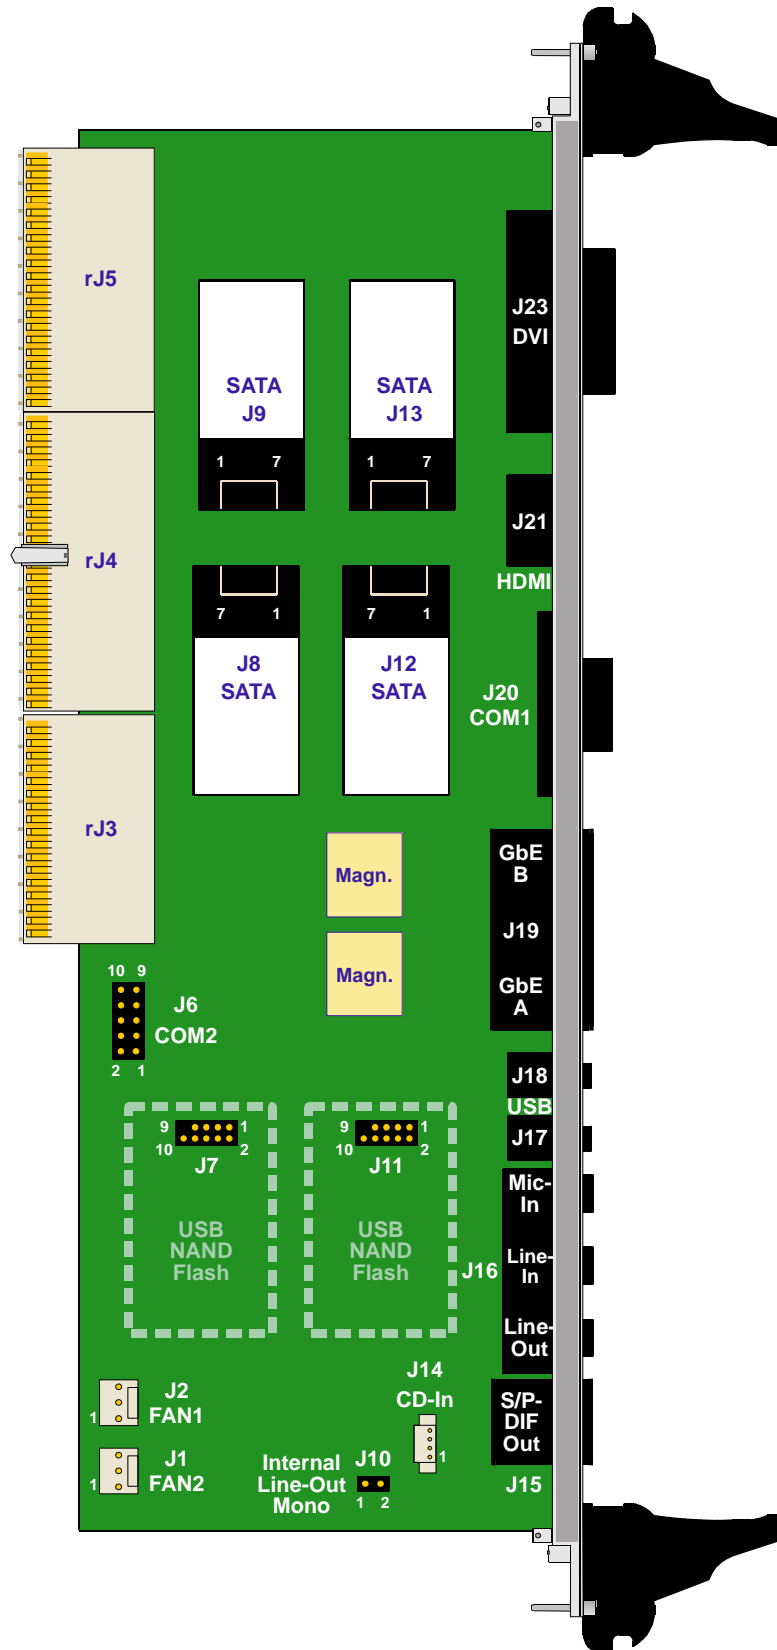 rJ5
J23
DVI
SATA
J9
SATA
J13
1 7
1 7
J21
HDMI
rJ4
7 1
7 1
J8
SATA
J12
SATA
J20
COM1
rJ3
Magn.
GbE
B
J19
Magn.
GbE
A
10 9
J6
COM2
2 1
J18
USB
J17
9 1
10 2
J7
9 1
10 2
J11
USB
NAND
Flash
USB
NAND
Flash
Mic-
In
J16
Line-
In
Line-
Out
J2
1 FAN1
J14
CD-In
1
S/P-
DIF
Out
J1
1 FAN2
Internal
Line-Out
Mono
J10
1 2
J15